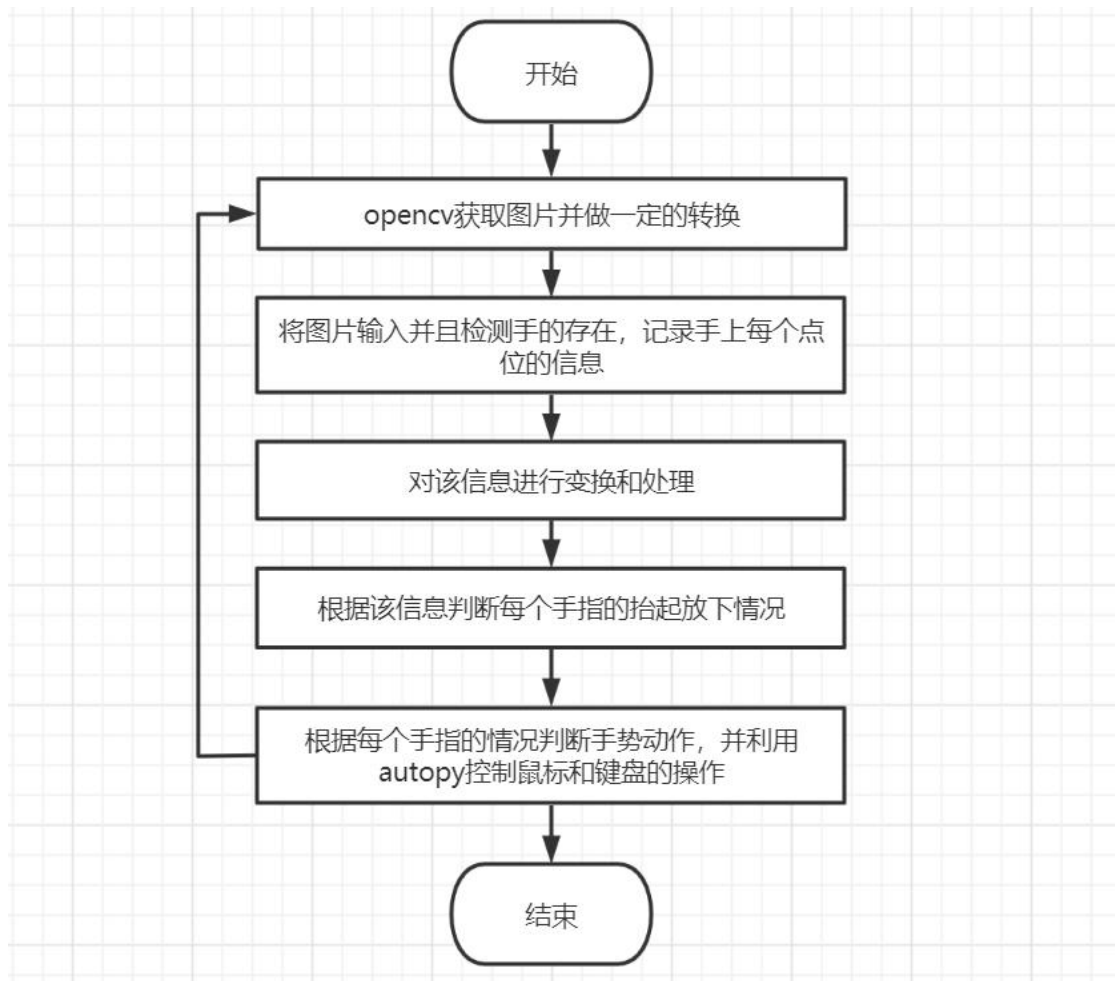 开始
opencv获取图片并做一定的转换
将图片输入并且检测手的存在，记录手上每个点
位的信息
对该信息进行变换和处理
根据该信息判断每个手指的抬起放下情况
根据每个手指的情况判断手势动作，并利用
autopy控制鼠标和键盘的操作
结束